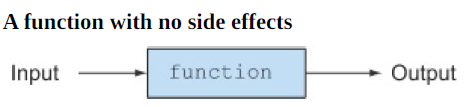 A function with no side effects
Input function Output